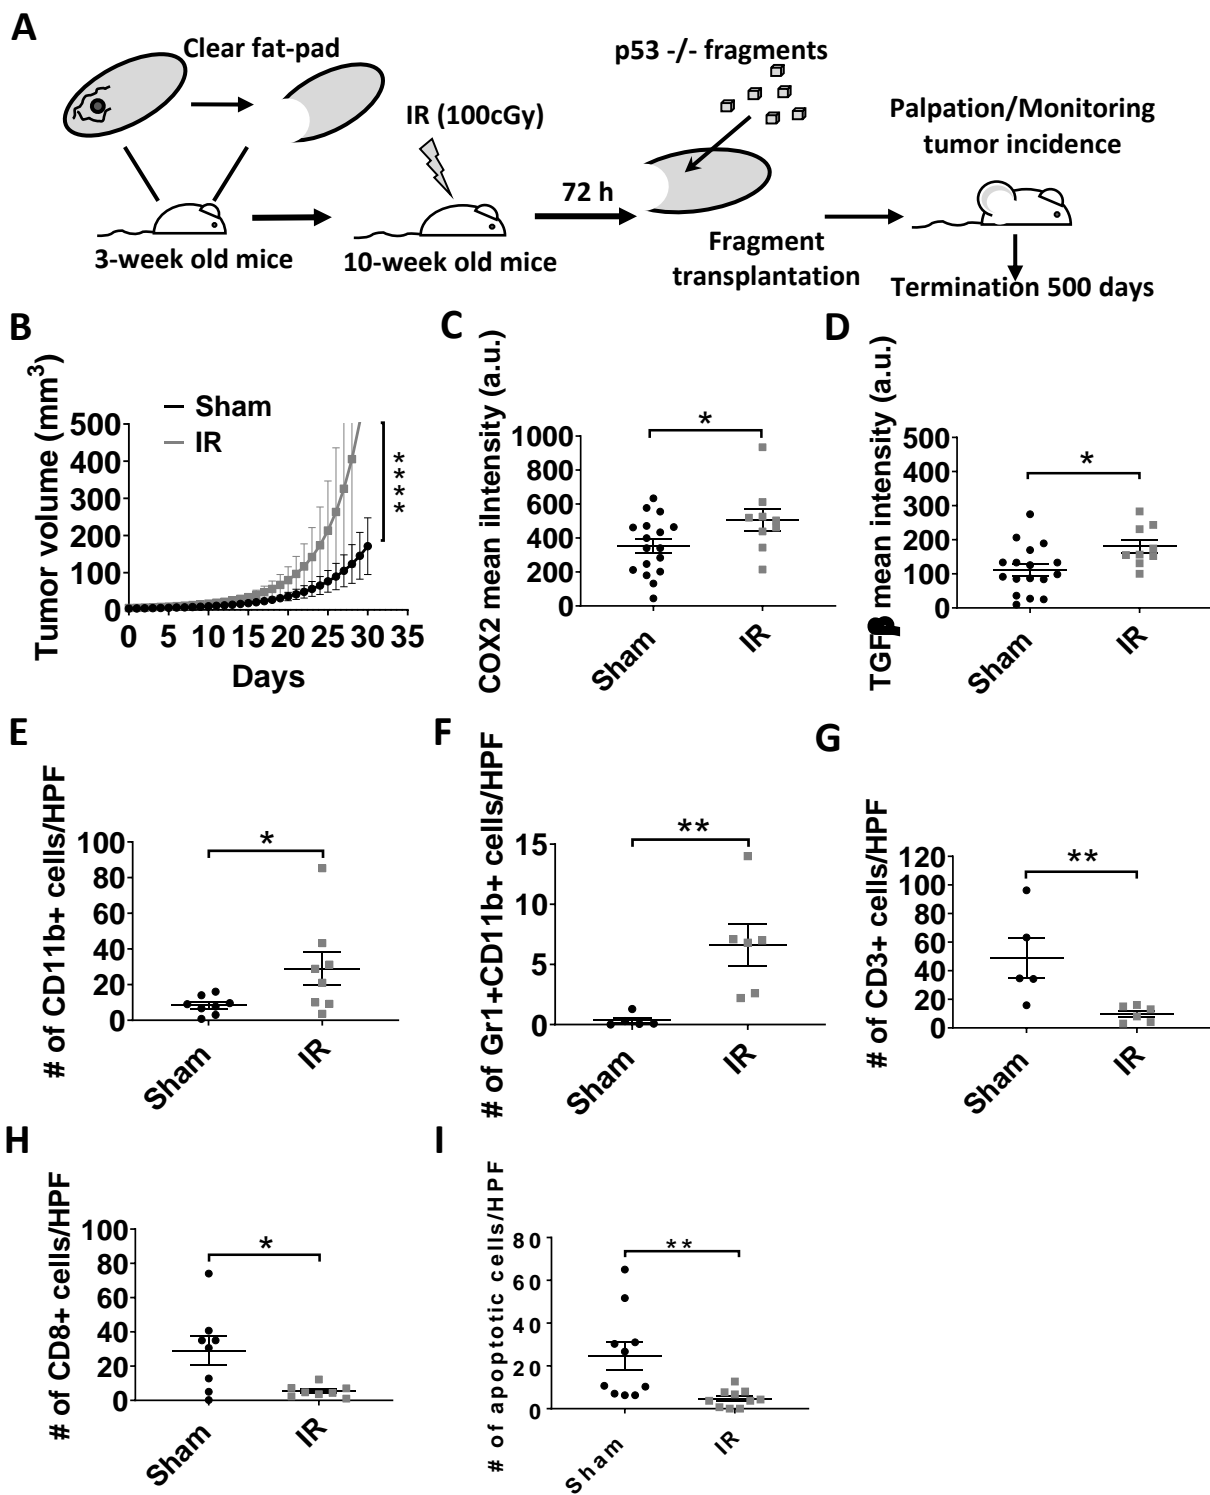 A
Clear fat-pad
p53 -/- fragments
IR (100cGy)
Palpation/Monitoring
tumor incidence
72 h
3-week old mice
10-week old mice
Fragment
transplantation
Termination 500 days
B
Tumor volume (mm3)
Sham
IR
500
400
300
200
100
0
0 5 10 15 20 25 30 35
Days
****
C
COX2 mean iIntensity (a.u.)
1000
800
600
400
200
0
*
Sham
IR
D
TGFβ mean intensity (a.u.)
500
400
300
200
100
0
*
Sham
IR
E
# of CD11b+ cells/HPF
100
80
60
40
20
0
*
Sham
IR
F
# of Gr1+CD11b+ cells/HPF
15
10
5
0
**
Sham
IR
G
# of CD3+ cells/HPF
120
100
80
60
40
20
0
**
Sham
IR
H
# of CD8+ cells/HPF
100
80
60
40
20
0
*
Sham
IR
I
# of apoptotic cells/HPF
80
60
40
20
0
**
Sham
IR